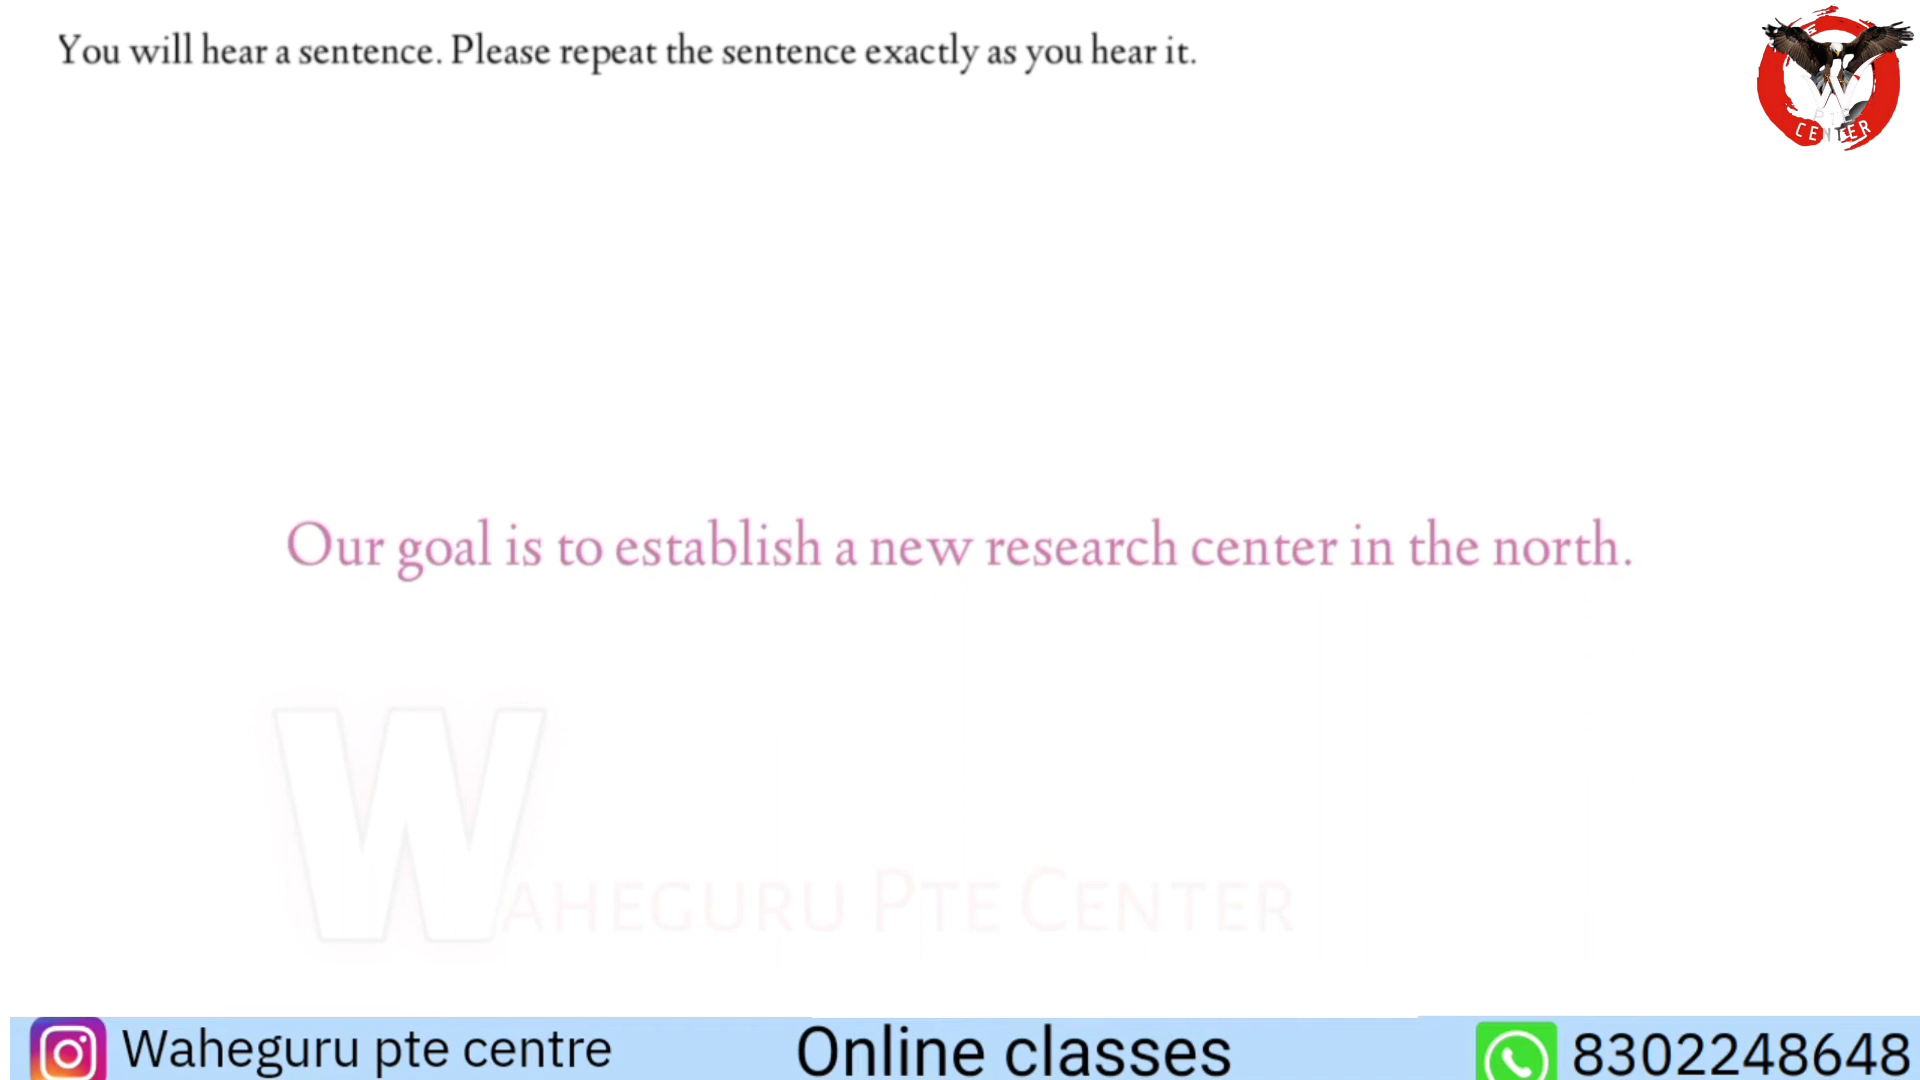 You will hear a sentence. Please repeat the sentence exactly as you hear it.
CENTER
Our goal is to establish a new research center in the north.
WAHEGURU PTE CENTER
Waheguru pte centre
Online classes
8302248648